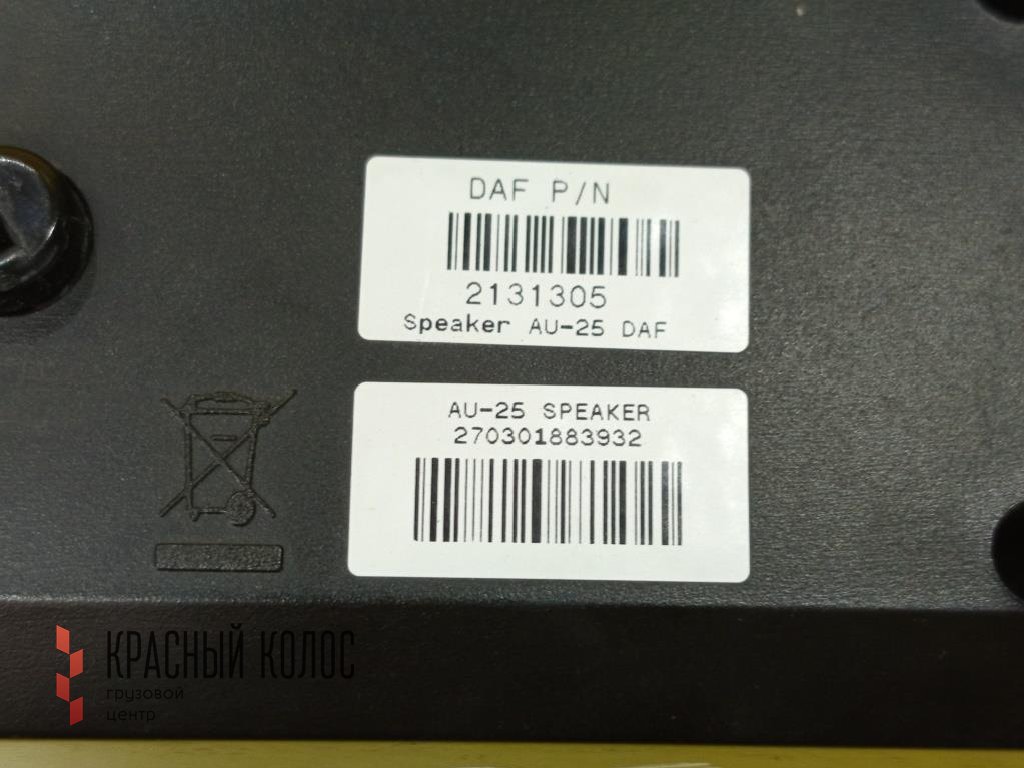 DAF P/N
2131305
Speaker AU-25 DAF
AU-25 SPEAKER
270301883932
КРАСНЫЙ КОЛОС
грузовой
центр